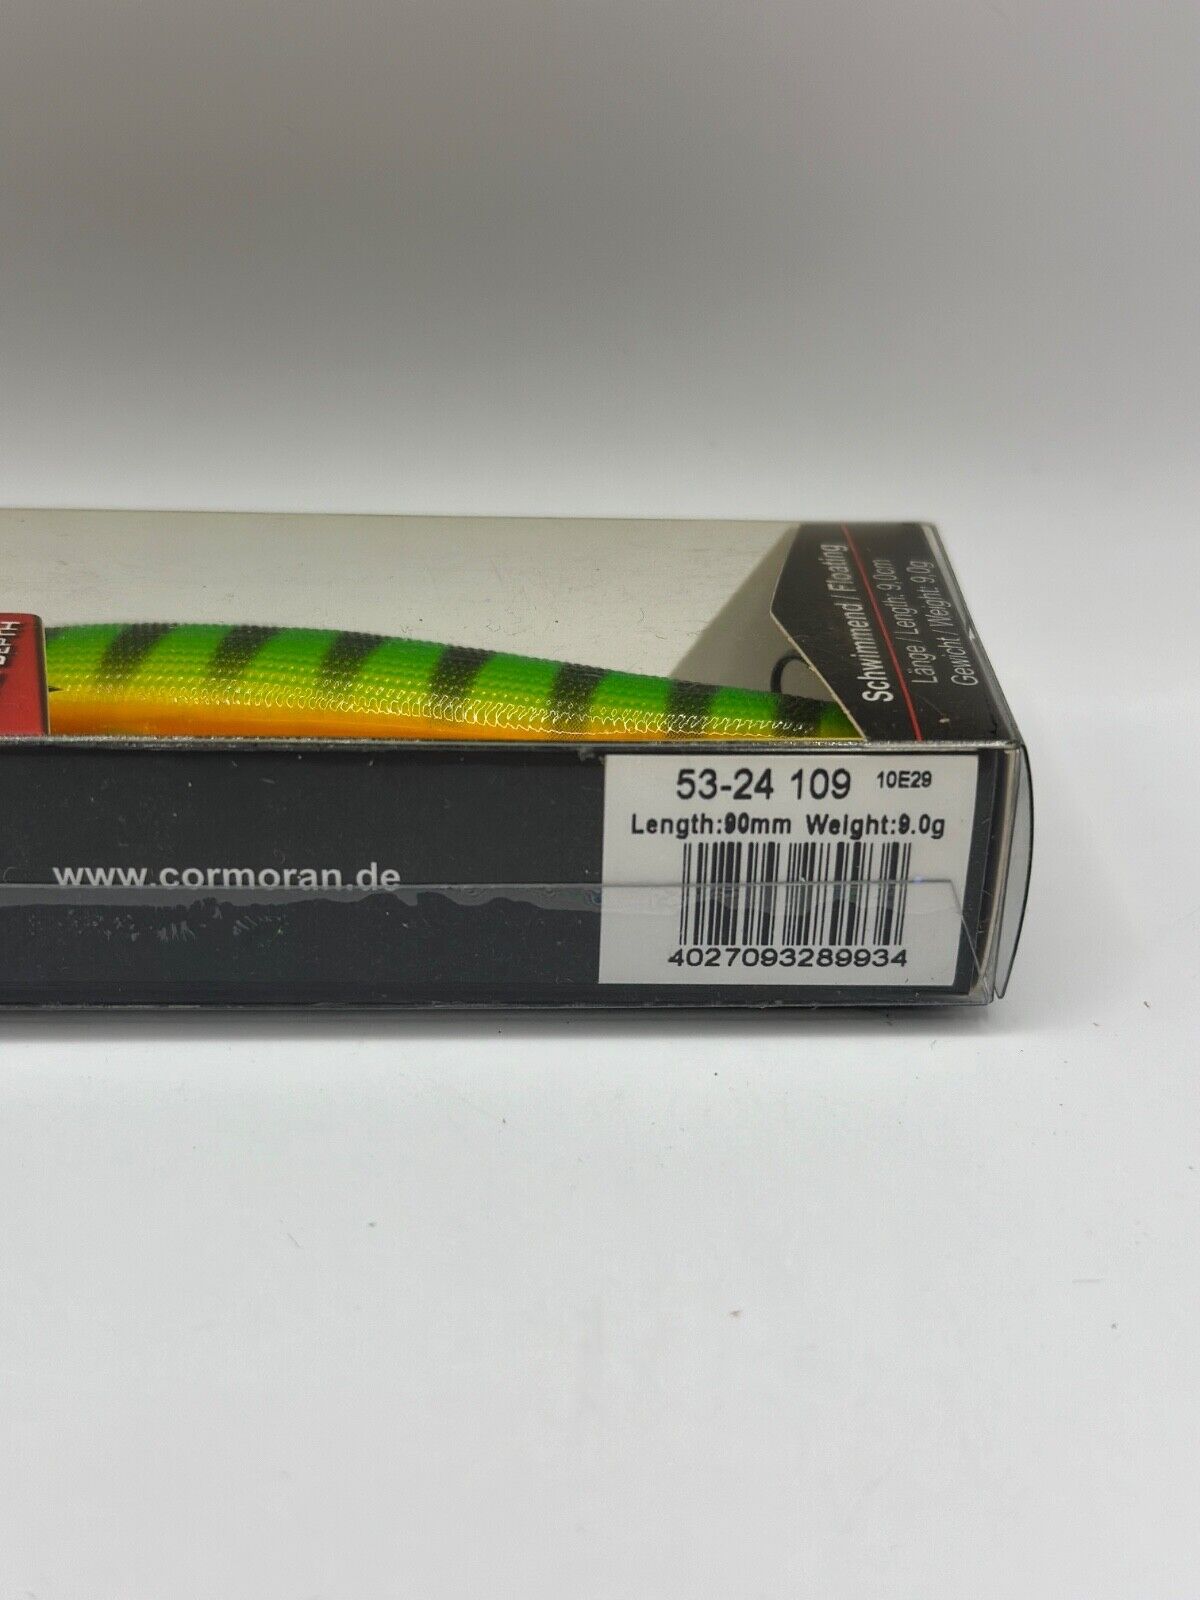 DEPTH
Schwimmend / Floating
Länge / Length: 9,0cm
Gewicht / Weight: 9,0g
53-24 109 10E29
Length:90mm Weight:9.0g
www.cormoran.de
4027093289934